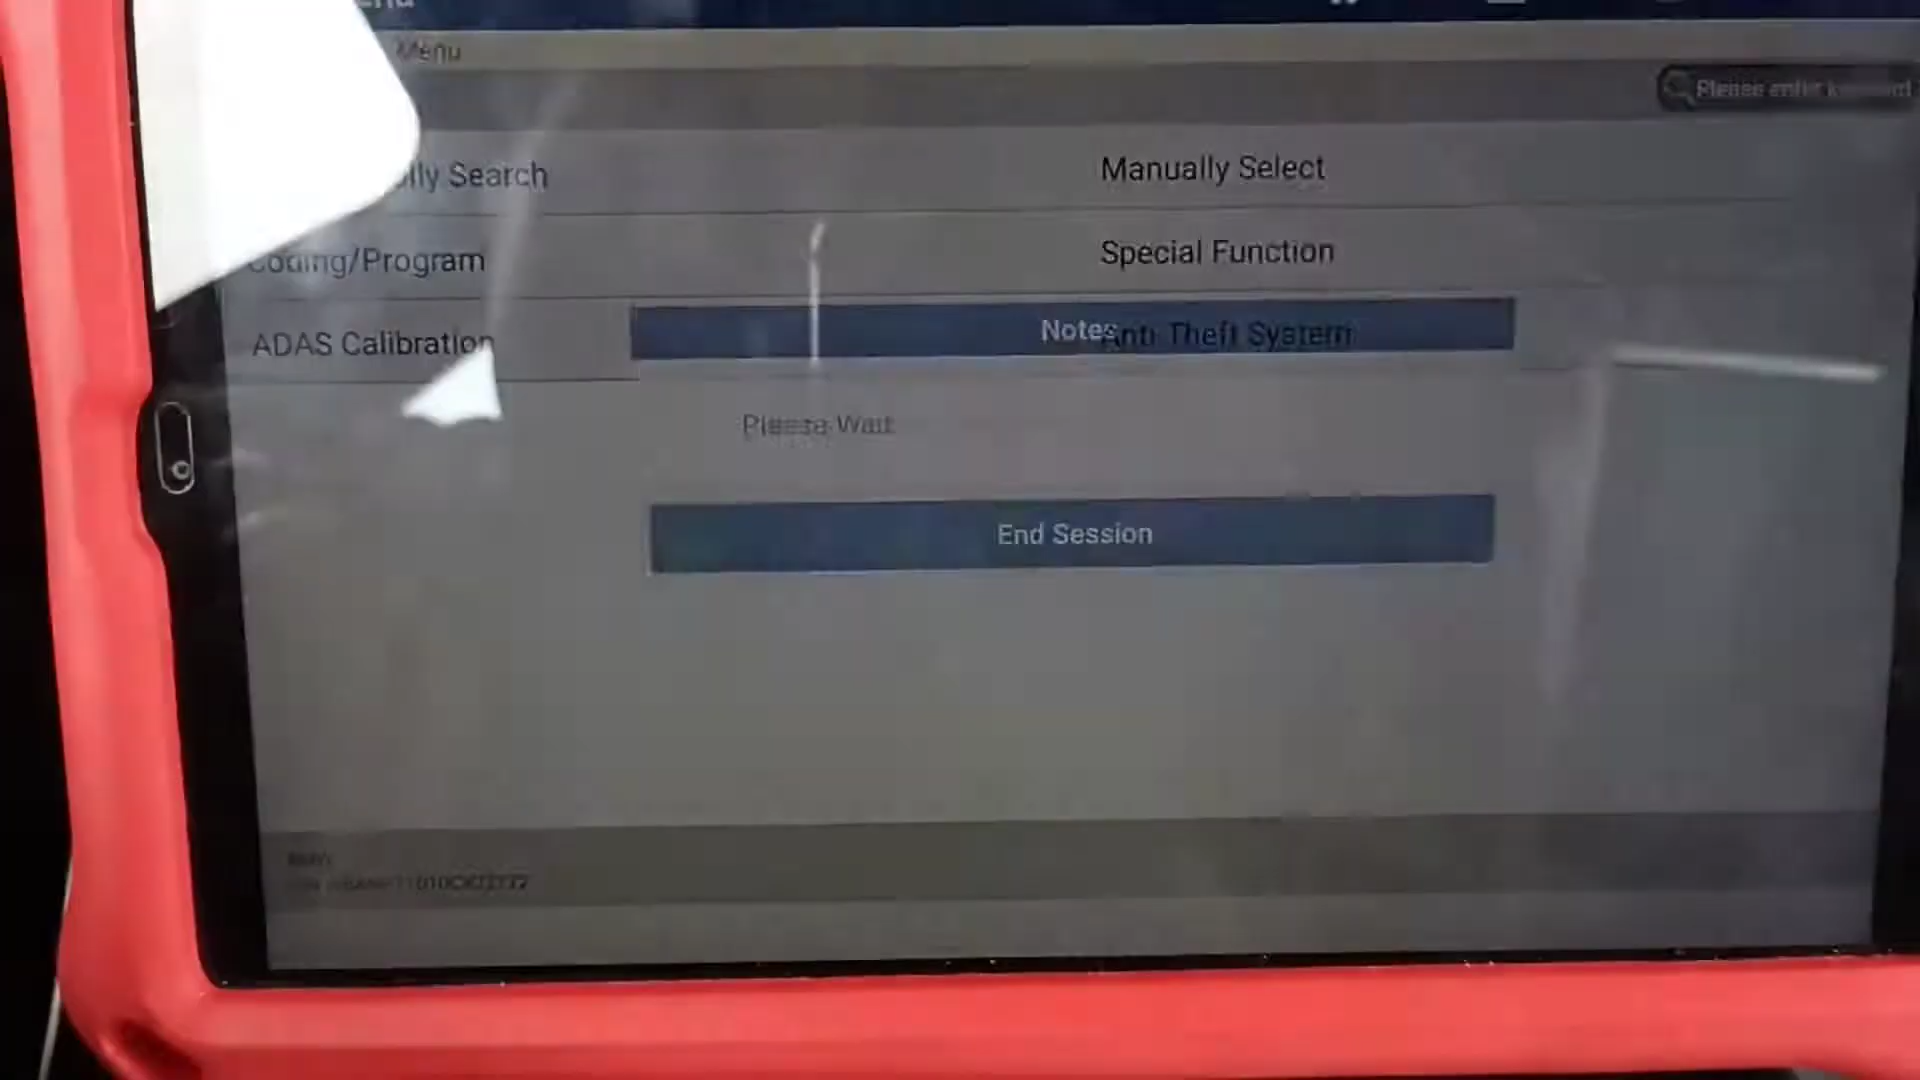 Menu
Please enter keyword
Search
Manually Select
Coding/Program
Special Function
ADAS Calibration
Notes
Anti Theft System
Please Wait
End Session